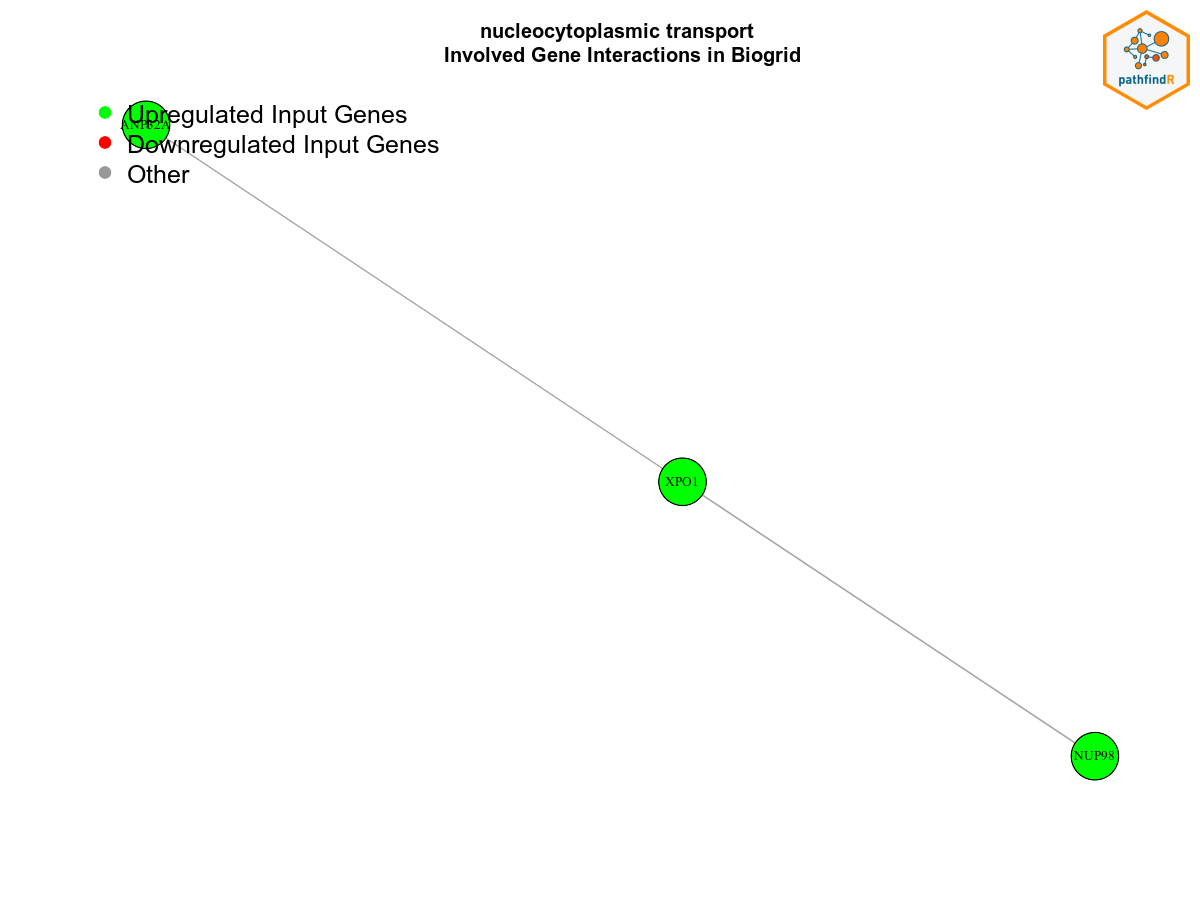 nucleocytoplasmic transport
Involved Gene Interactions in Biogrid
pathfindR
Upregulated Input Genes
ANP32A
Downregulated Input Genes
Other
XPO1
NUP98